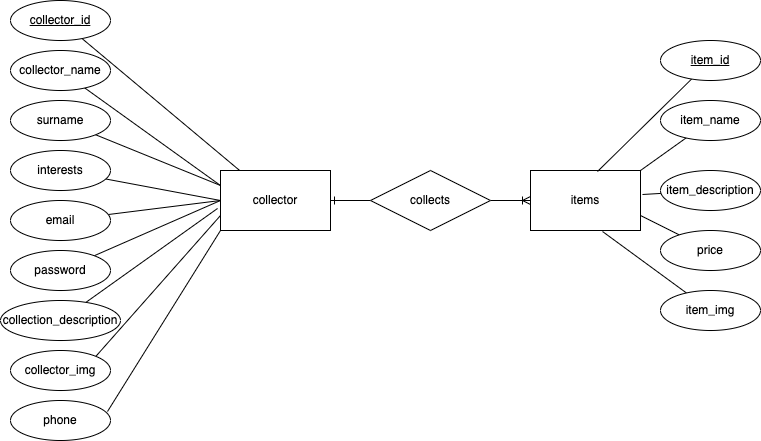 collector_id
collector_name
surname
interests
email
password
collection_description
collector_img
phone
collector
collects
items
item_id
item_name
item_description
price
item_img